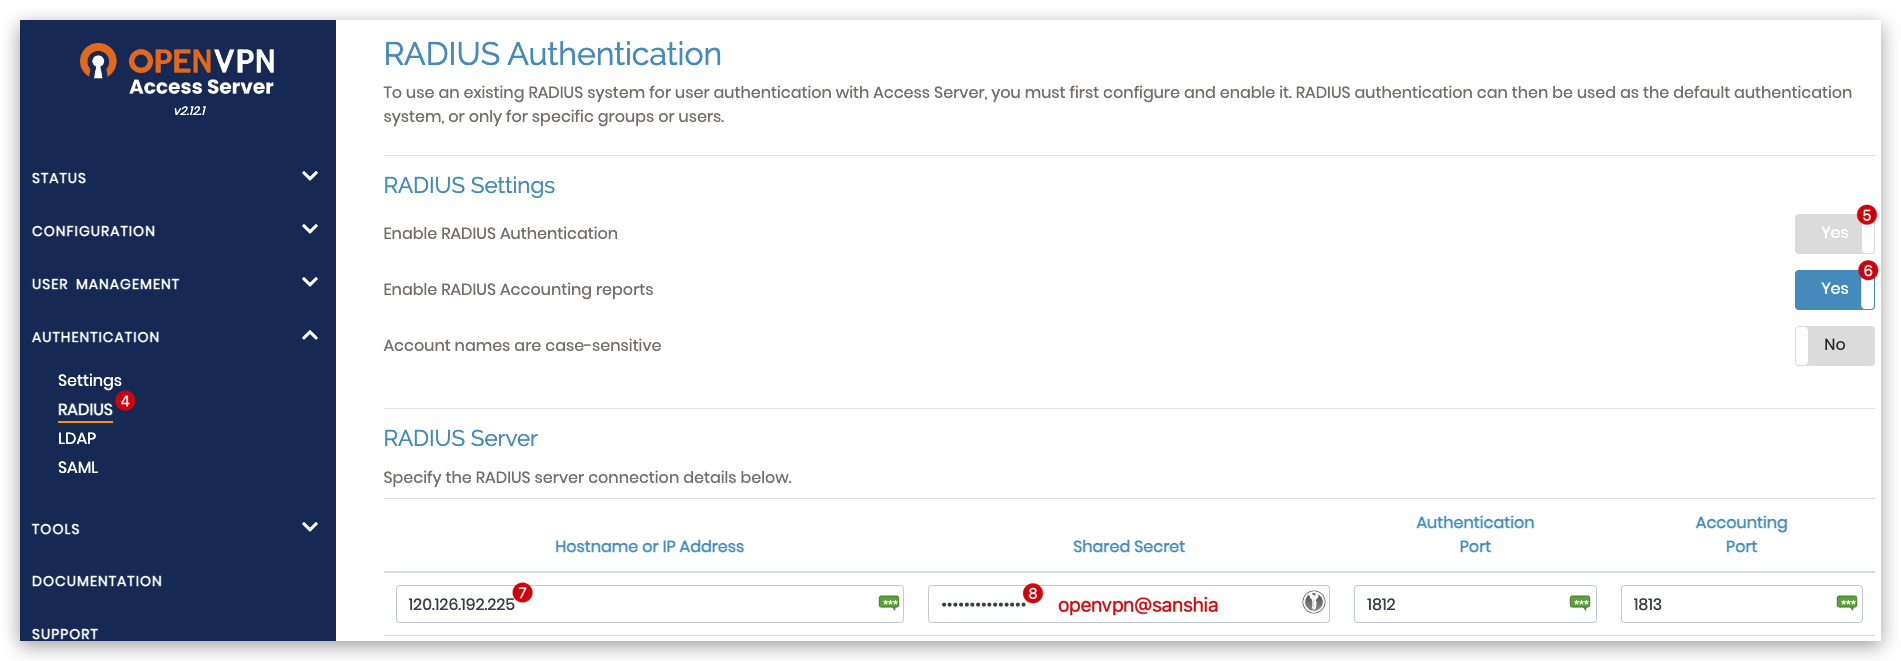 OPENVPN
Access Server
v2.12.1
STATUS
CONFIGURATION
USER MANAGEMENT
AUTHENTICATION
Settings
RADIUS 4
LDAP
SAML
TOOLS
DOCUMENTATION
SUPPORT
RADIUS Authentication
To use an existing RADIUS system for user authentication with Access Server, you must first configure and enable it. RADIUS authentication can then be used as the default authentication
system, or only for specific groups or users.
RADIUS Settings
Enable RADIUS Authentication Yes 5
Enable RADIUS Accounting reports Yes 6
Account names are case-sensitive No
RADIUS Server
Specify the RADIUS server connection details below.
Hostname or IP Address Shared Secret Authentication Port Accounting Port
120.126.192.225 7 ••••••••••••••• 8 openvpn@sanshia 1812 1813